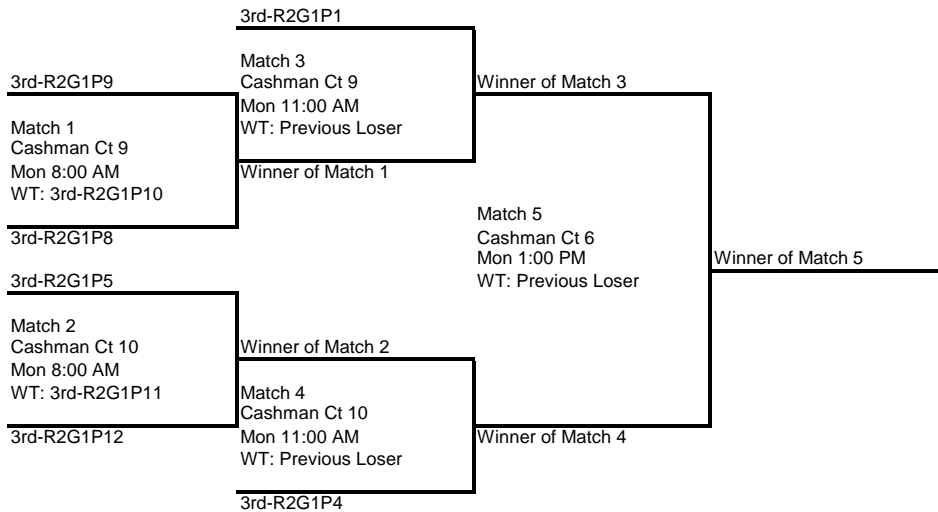 3rd-R2G1P1
Match 3
Cashman Ct 9
Mon 11:00 AM
WT: Previous Loser
3rd-R2G1P9
Winner of Match 3
Match 1
Cashman Ct 9
Mon 8:00 AM
WT: 3rd-R2G1P10
Winner of Match 1
3rd-R2G1P8
Match 5
Cashman Ct 6
Mon 1:00 PM
WT: Previous Loser
Winner of Match 5
3rd-R2G1P5
Match 2
Cashman Ct 10
Mon 8:00 AM
WT: 3rd-R2G1P11
Winner of Match 2
3rd-R2G1P12
Match 4
Cashman Ct 10
Mon 11:00 AM
WT: Previous Loser
Winner of Match 4
3rd-R2G1P4